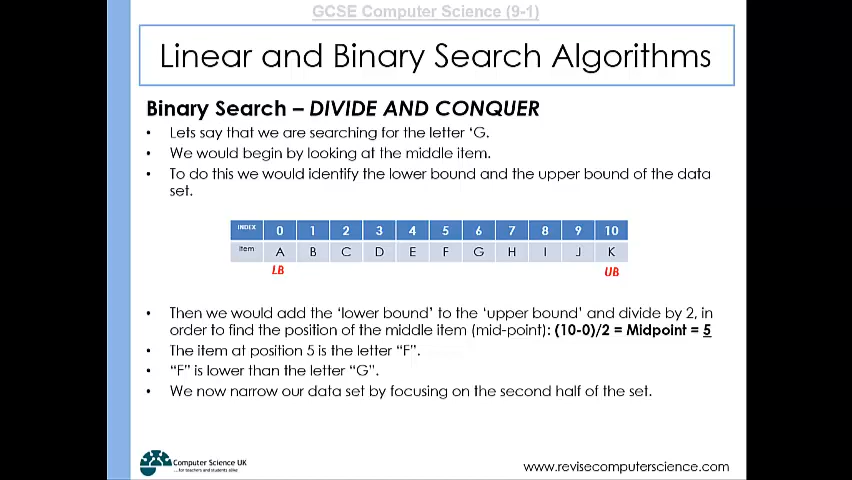 GCSE Computer Science (9-1)
Linear and Binary Search Algorithms
Binary Search – DIVIDE AND CONQUER
• Lets say that we are searching for the letter ‘G.
• We would begin by looking at the middle item.
• To do this we would identify the lower bound and the upper bound of the data
set.
INDEX 0 1 2 3 4 5 6 7 8 9 10
Item A B C D E F G H I J K
LB UB
• Then we would add the ‘lower bound’ to the ‘upper bound’ and divide by 2, in
order to find the position of the middle item (mid-point): (10-0)/2 = Midpoint = 5
• The item at position 5 is the letter “F”.
• “F” is lower than the letter “G”.
• We now narrow our data set by focusing on the second half of the set.
Computer Science UK
...for teachers and students alike
www.revisecomputerscience.com